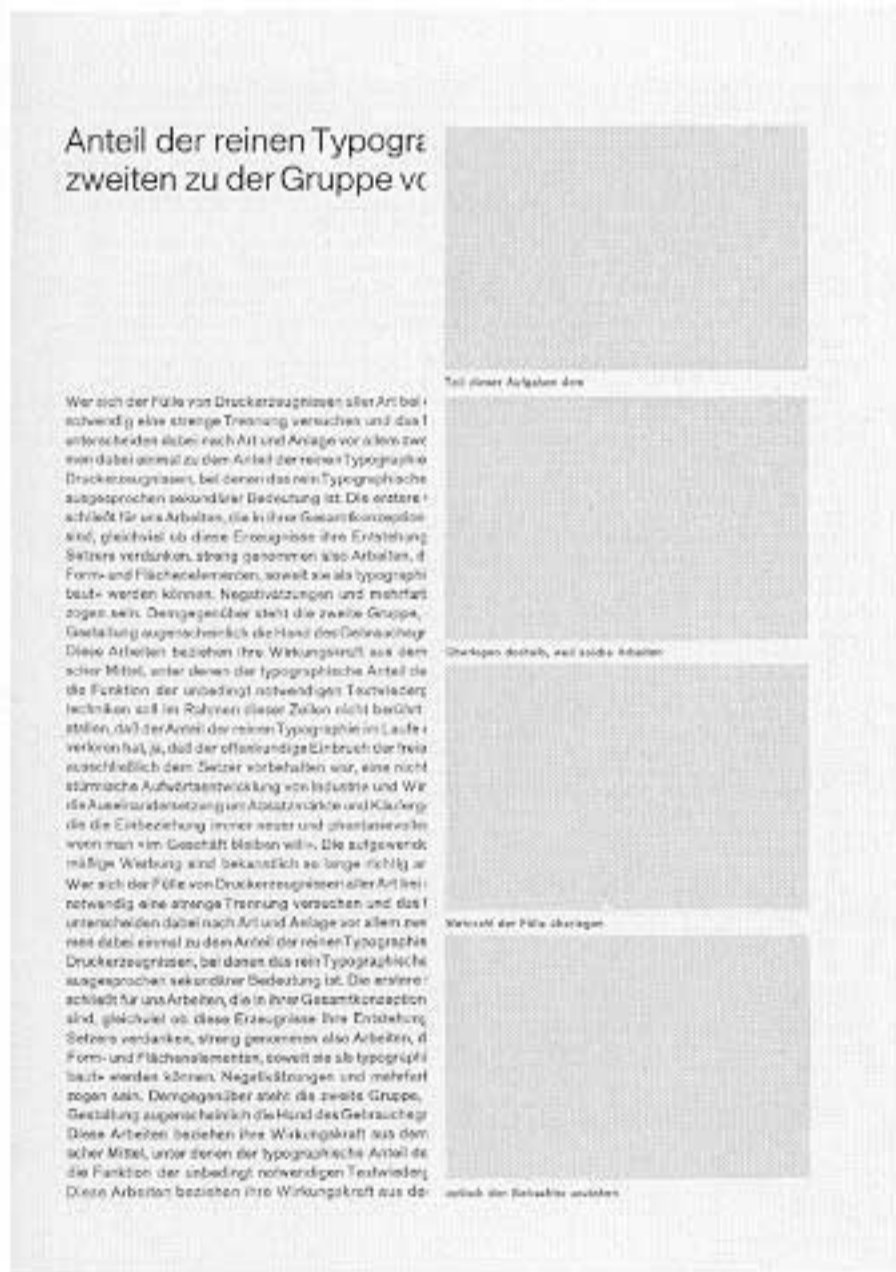 Anteil der reinen Typogra
zweiten zu der Gruppe vo
Wer sich der Fülle von Druckerzeugnissen aller Art bei
notwendig eine strenge Trennung versuchen und das
unterscheiden dabei nach Art und Anlage vor allem zwe
men dabei einmal zu dem Anteil der reinen Typographie
Druckerzeugnissen, bei denen das rein Typographische
ausgesprochen sekundärer Bedeutung ist. Die erstere
schließt für uns Arbeiten, die in ihrer Gesamtkonzeption
sind, gleichviel ob diese Erzeugnisse ihre Entstehung
Setzers verdanken, streng genommen also Arbeiten, d
Form- und Flächenelementen, soweit sie als typographi
baut» werden können. Negativätzungen und mehrfarb
zogen sein. Demgegenüber steht die zweite Gruppe,
Gestaltung augenscheinlich die Hand des Gebrauchsgr
Diese Arbeiten beziehen ihre Wirkungskraft aus dem
scher Mittel, unter denen der typographische Anteil de
die Funktion der unbedingt notwendigen Textwiederg
techniken soll im Rahmen dieser Zeilen nicht berührt
stellen, daß der Anteil der reinen Typographie im Laufe
verloren hat, ja, daß der offenkundige Einbruch der freie
ausschließlich dem Setzer vorbehalten war, eine nicht
stürmische Aufwärtsentwicklung von Industrie und Wir
die Auseinandersetzung um Absatzmärkte und Käuferg
die die Einbeziehung immer neuer und phantasievolle
wenn man «im Geschäft bleiben will». Die aufgewende
mäßige Werbung sind bekanntlich so lange richtig an
Wer sich der Fülle von Druckerzeugnissen aller Art bei
notwendig eine strenge Trennung versuchen und das
unterscheiden dabei nach Art und Anlage vor allem zwe
men dabei einmal zu dem Anteil der reinen Typographie
Druckerzeugnissen, bei denen das rein Typographische
ausgesprochen sekundärer Bedeutung ist. Die erstere
schließt für uns Arbeiten, die in ihrer Gesamtkonzeption
sind, gleichviel ob diese Erzeugnisse ihre Entstehung
Setzers verdanken, streng genommen also Arbeiten, d
Form- und Flächenelementen, soweit sie als typographi
baut» werden können. Negativätzungen und mehrfarb
zogen sein. Demgegenüber steht die zweite Gruppe,
Gestaltung augenscheinlich die Hand des Gebrauchsgr
Diese Arbeiten beziehen ihre Wirkungskraft aus dem
scher Mittel, unter denen der typographische Anteil de
die Funktion der unbedingt notwendigen Textwiederg
Diese Arbeiten beziehen ihre Wirkungskraft aus de
Teil dieser Aufgaben dem
Überlegen deshalb, weil solche Arbeiten
Mehrzahl der Fälle überlegen
optisch den Betrachter anziehen